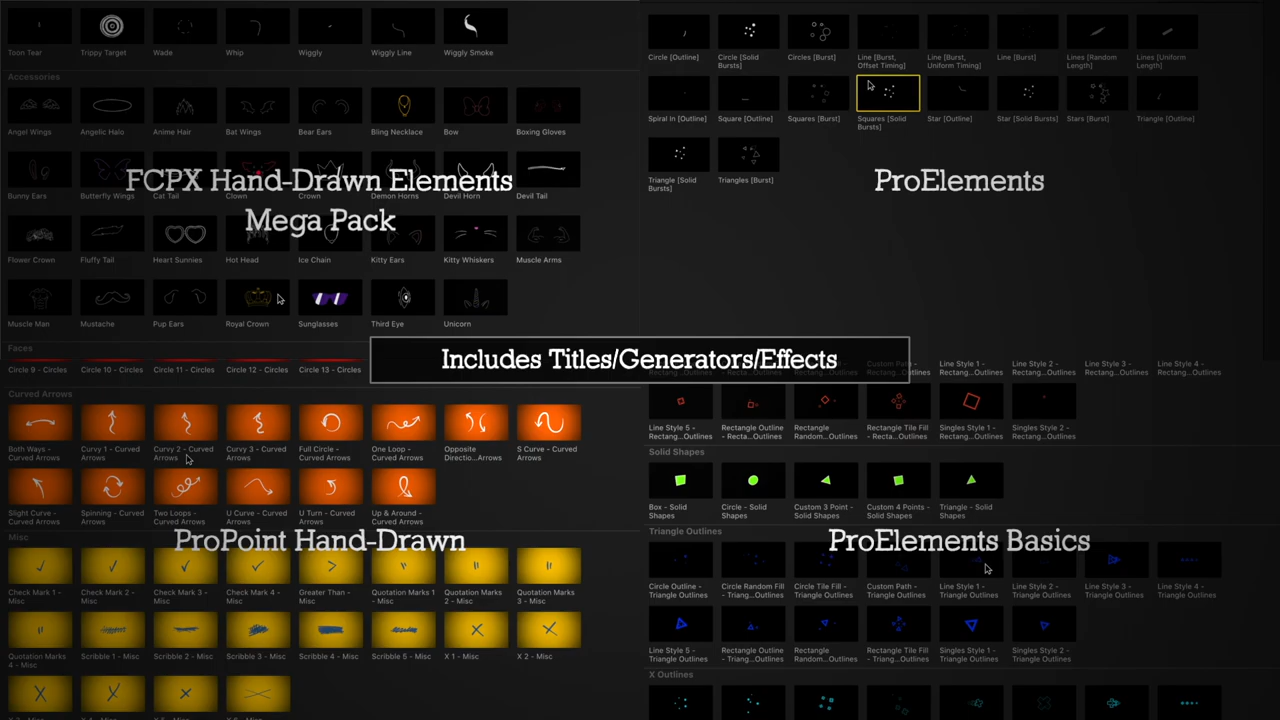 Toon Tear
Trippy Target
Wade
Whip
Wiggly
Wiggly Line
Wiggly Smoke
Accessories
Angel Wings
Angelic Halo
Anime Hair
Bat Wings
Bear Ears
Bling Necklace
Bow
Boxing Gloves
Bunny Ears
Butterfly Wings
Cat Tail
Clown
Crown
Demon Horns
Devil Horn
Devil Tail
FCPX Hand-Drawn Elements
Mega Pack
Flower Crown
Fluffy Tail
Heart Sunnies
Hot Head
Ice Chain
Kitty Ears
Kitty Whiskers
Muscle Arms
Muscle Man
Mustache
Pup Ears
Royal Crown
Sunglasses
Third Eye
Unicorn
Faces
Circle [Outline]
Circle [Solid
Bursts]
Circles [Burst]
Line [Burst,
Offset Timing]
Line [Burst,
Uniform Timing]
Line [Burst]
Lines [Random
Length]
Lines [Uniform
Length]
Spiral In [Outline]
Square [Outline]
Squares [Burst]
Squares [Solid
Bursts]
Star [Outline]
Star [Solid Bursts]
Stars [Burst]
Triangle [Outline]
Triangle [Solid
Bursts]
Triangles [Burst]
ProElements
Includes Titles/Generators/Effects
Circle 9 - Circles
Circle 10 - Circles
Circle 11 - Circles
Circle 12 - Circles
Circle 13 - Circles
Curved Arrows
Both Ways -
Curved Arrows
Curvy 1 - Curved
Arrows
Curvy 2 - Curved
Arrows
Curvy 3 - Curved
Arrows
Full Circle -
Curved Arrows
One Loop -
Curved Arrows
Opposite
Directio...Arrows
S Curve - Curved
Arrows
Slight Curve -
Curved Arrows
Spinning - Curved
Arrows
Two Loops -
Curved Arrows
U Curve - Curved
Arrows
U Turn - Curved
Arrows
Up & Around -
Curved Arrows
Misc
ProPoint Hand-Drawn
Check Mark 1 -
Misc
Check Mark 2 -
Misc
Check Mark 3 -
Misc
Check Mark 4 -
Misc
Greater Than -
Misc
Quotation Marks 1
- Misc
Quotation Marks
2 - Misc
Quotation Marks
3 - Misc
Quotation Marks
4 - Misc
Scribble 1 - Misc
Scribble 2 - Misc
Scribble 3 - Misc
Scribble 4 - Misc
Scribble 5 - Misc
X 1 - Misc
X 2 - Misc
Rectang...Outlines
Recta...Outlines
Rectan...Outlines
Custom Path -
Rectang...Outlines
Line Style 1 -
Rectang...Outlines
Line Style 2 -
Rectang...Outlines
Line Style 3 -
Rectang...Outlines
Line Style 4 -
Rectang...Outlines
Line Style 5 -
Rectang...Outlines
Rectangle Outline
- Recta...Outlines
Rectangle
Random...Outlines
Rectangle Tile Fill
- Recta...Outlines
Singles Style 1 -
Rectang...Outlines
Singles Style 2 -
Rectang...Outlines
Solid Shapes
Box - Solid
Shapes
Circle - Solid
Shapes
Custom 3 Point -
Solid Shapes
Custom 4 Points -
Solid Shapes
Triangle - Solid
Shapes
Triangle Outlines
ProElements Basics
Circle Outline -
Triangle Outlines
Circle Random Fill
- Triang...Outlines
Circle Tile Fill -
Triangle Outlines
Custom Path -
Triangle Outlines
Line Style 1 -
Triangle Outlines
Line Style 2 -
Triangle Outlines
Line Style 3 -
Triangle Outlines
Line Style 4 -
Triangle Outlines
Line Style 5 -
Triangle Outlines
Rectangle Outline
- Triang...Outlines
Rectangle
Random...Outlines
Rectangle Tile Fill
- Triang...Outlines
Singles Style 1 -
Triangle Outlines
Singles Style 2 -
Triangle Outlines
X Outlines